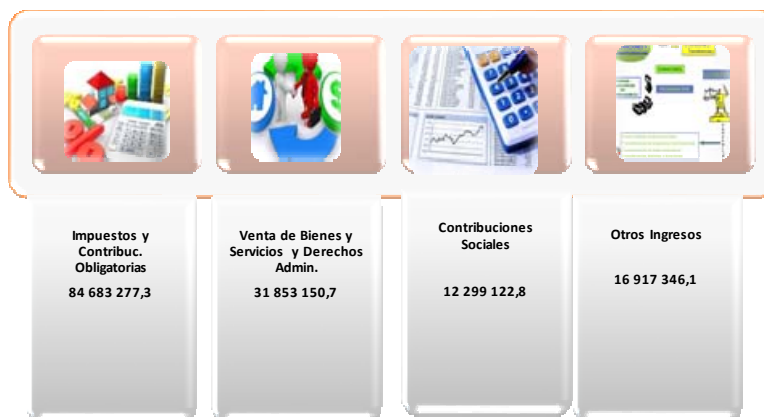 Impuestos y
Contribuc.
Obligatorias
84 683 277,3
Venta de Bienes y
Servicios y Derechos
Admin.
31 853 150,7
Contribuciones
Sociales
12 299 122,8
Otros Ingresos
16 917 346,1